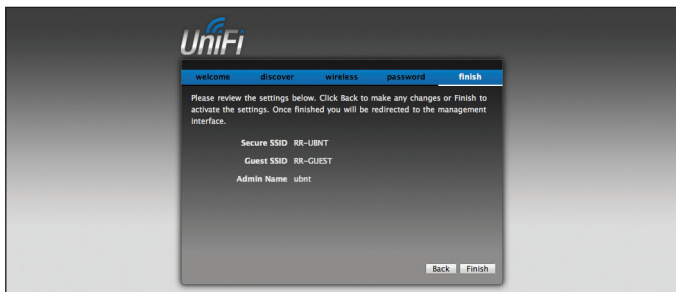 UniFi
welcome discover wireless password finish
Please review the settings below. Click Back to make any changes or Finish to
activate the settings. Once finished you will be redirected to the management
interface.
Secure SSID RR-UBNT
Guest SSID RR-GUEST
Admin Name ubnt
Back Finish